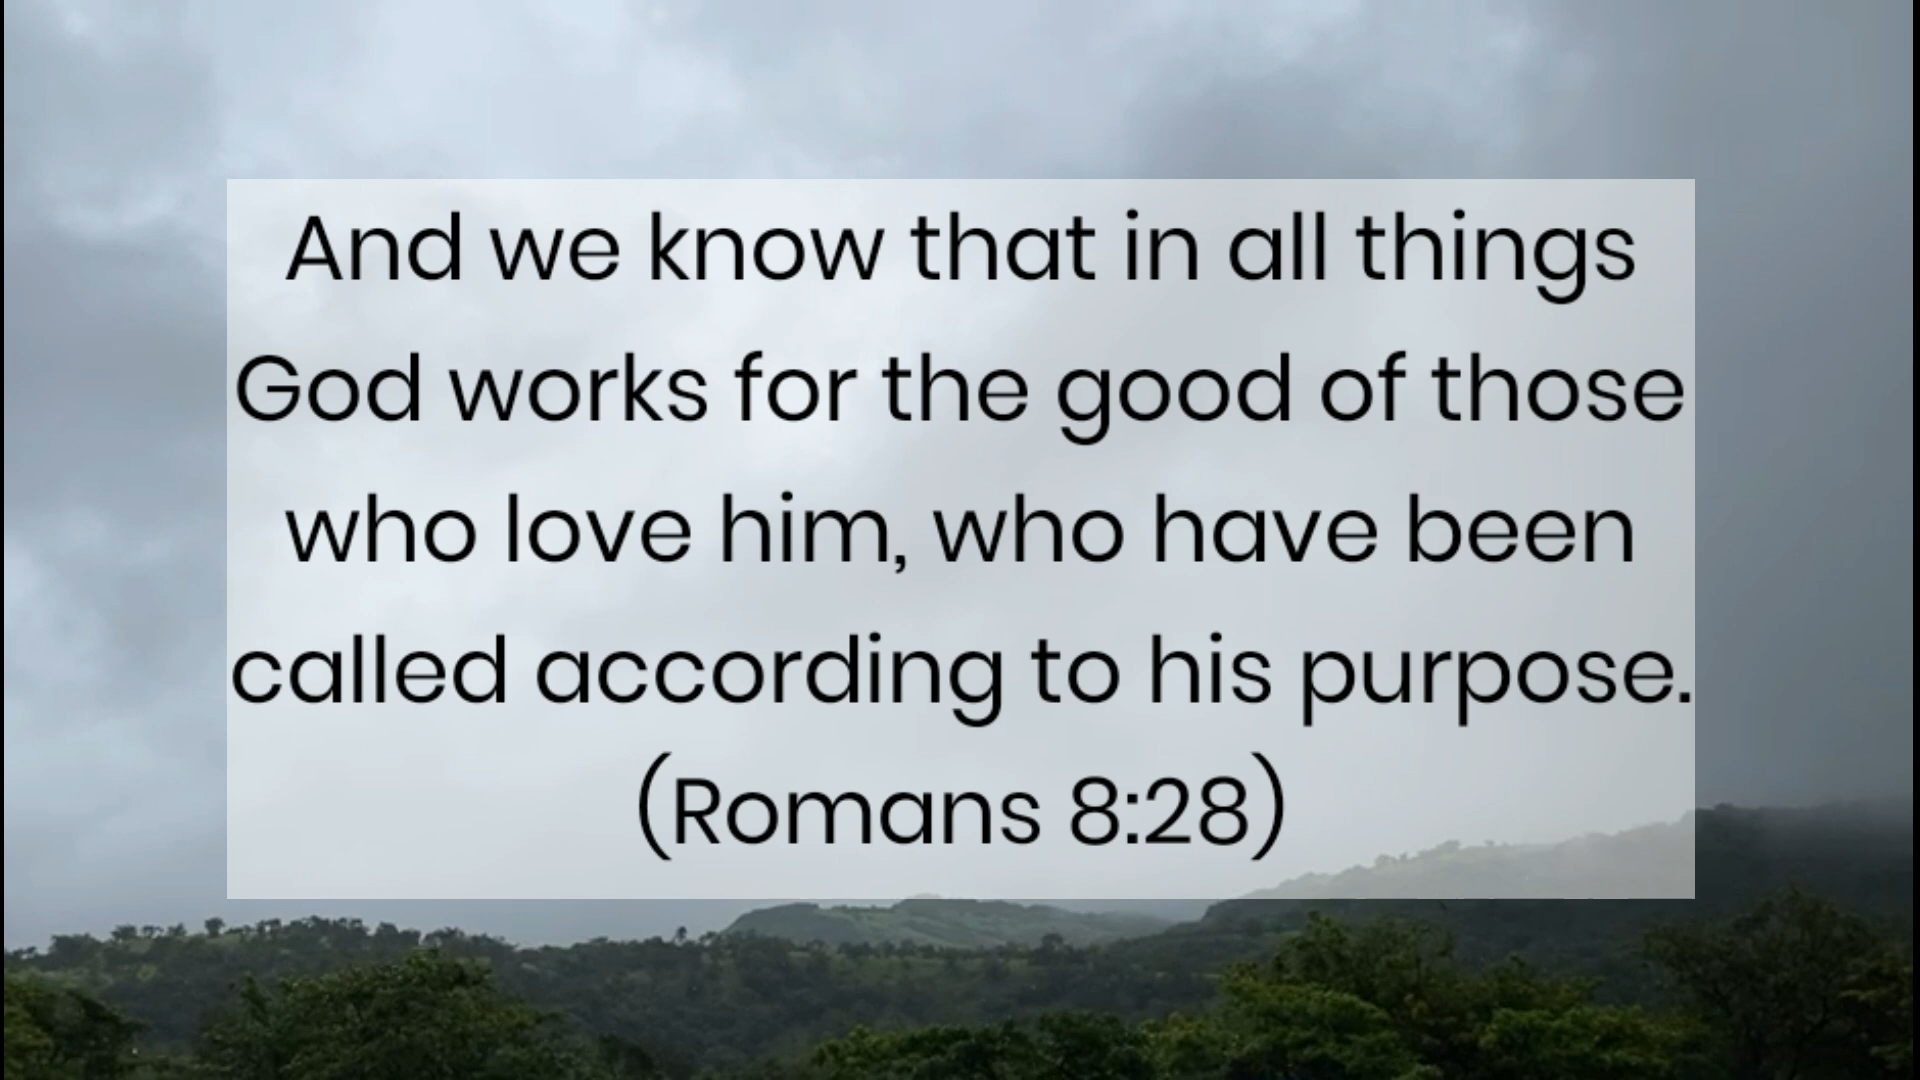 And we know that in all things
God works for the good of those
who love him, who have been
called according to his purpose.
(Romans 8:28)